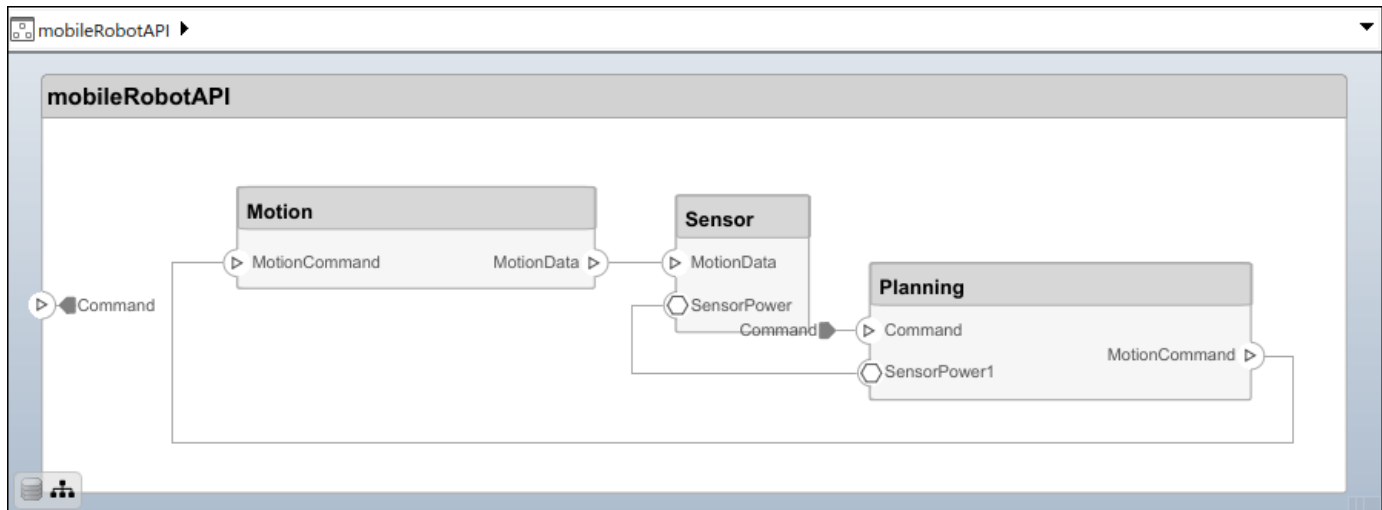 mobileRobotAPI
mobileRobotAPI
Motion
MotionCommand
MotionData
Sensor
MotionData
SensorPower
Command
Command
Planning
Command
SensorPower1
MotionCommand